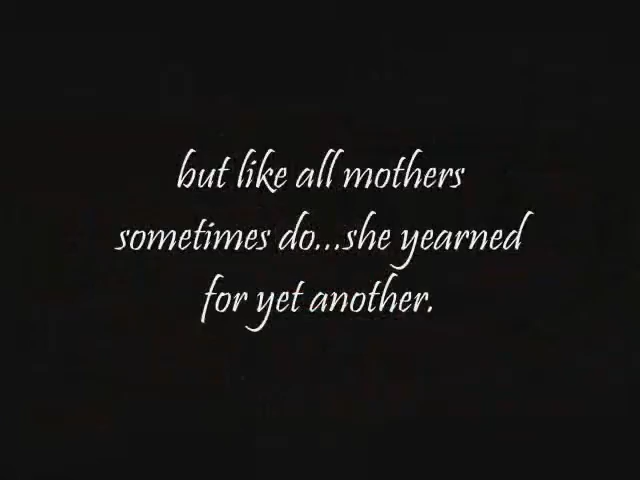 but like all mothers
sometimes do...she yearned
for yet another.